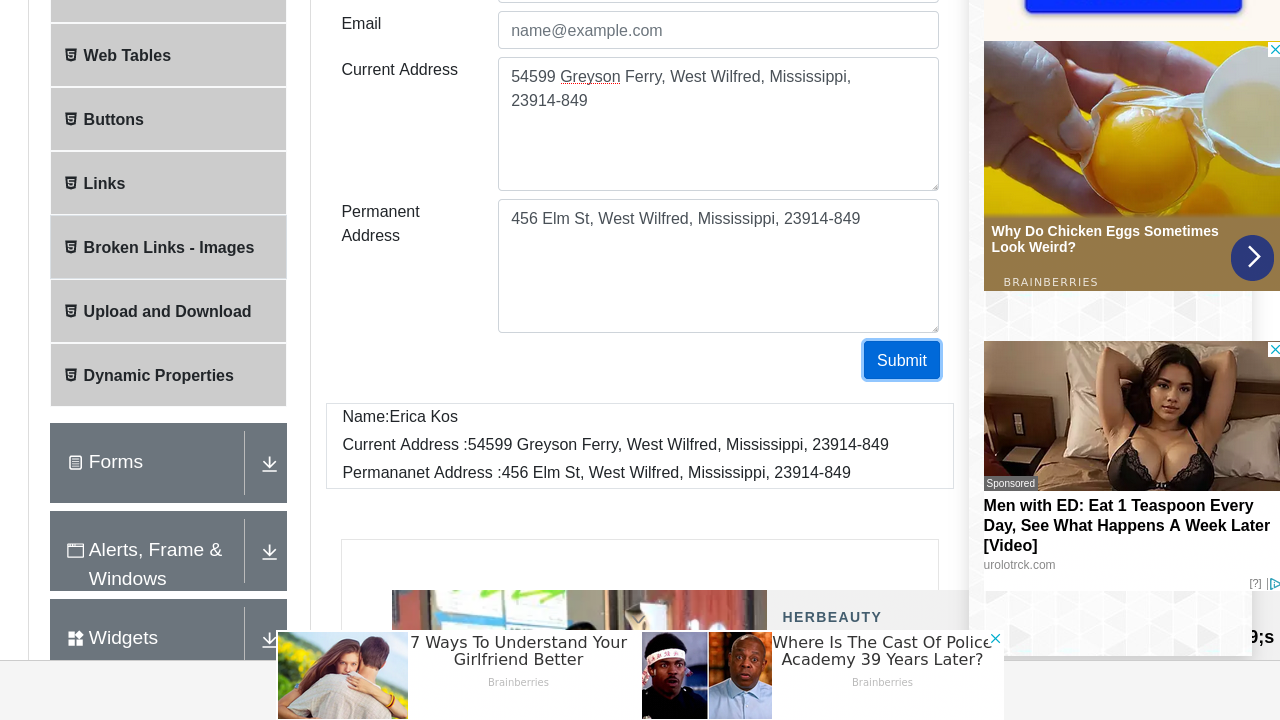 Email
name@example.com
Web Tables
Current Address
54599 Greyson Ferry, West Wilfred, Mississippi,
23914-849
Buttons
Links
Permanent
Address
456 Elm St, West Wilfred, Mississippi, 23914-849
Broken Links - Images
Upload and Download
Submit
Dynamic Properties
Name:Erica Kos
Current Address :54599 Greyson Ferry, West Wilfred, Mississippi, 23914-849
Permananet Address :456 Elm St, West Wilfred, Mississippi, 23914-849
Forms
Alerts, Frame &
Windows
Widgets
Why Do Chicken Eggs Sometimes
Look Weird?
BRAINBERRIES
Sponsored
Men with ED: Eat 1 Teaspoon Every
Day, See What Happens A Week Later
[Video]
urolotrck.com
[?]
HERBEAUTY
9;s
7 Ways To Understand Your
Girlfriend Better
Brainberries
Where Is The Cast Of Police
Academy 39 Years Later?
Brainberries